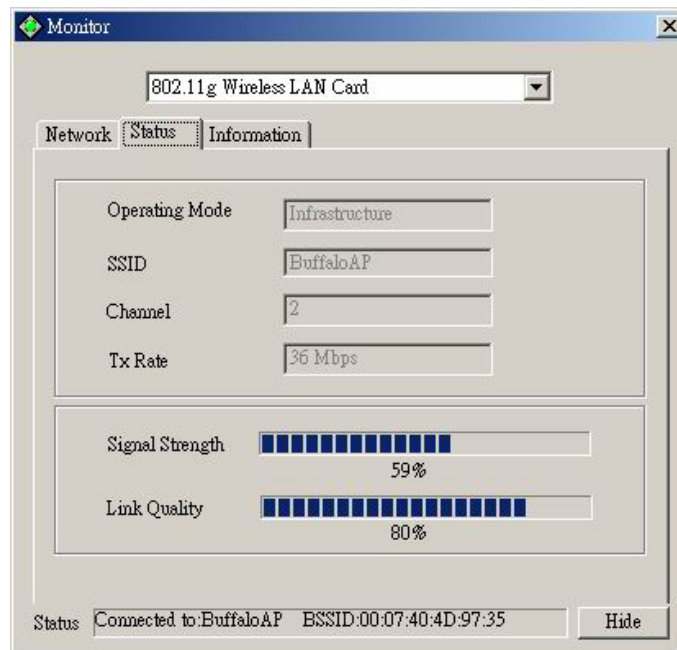 Monitor
802.11g Wireless LAN Card
Network Status Information
Operating Mode Infrastructure
SSID BuffaloAP
Channel 2
Tx Rate 36 Mbps
Signal Strength
59%
Link Quality
80%
Status Connected to:BuffaloAP BSSID:00:07:40:4D:97:35 Hide